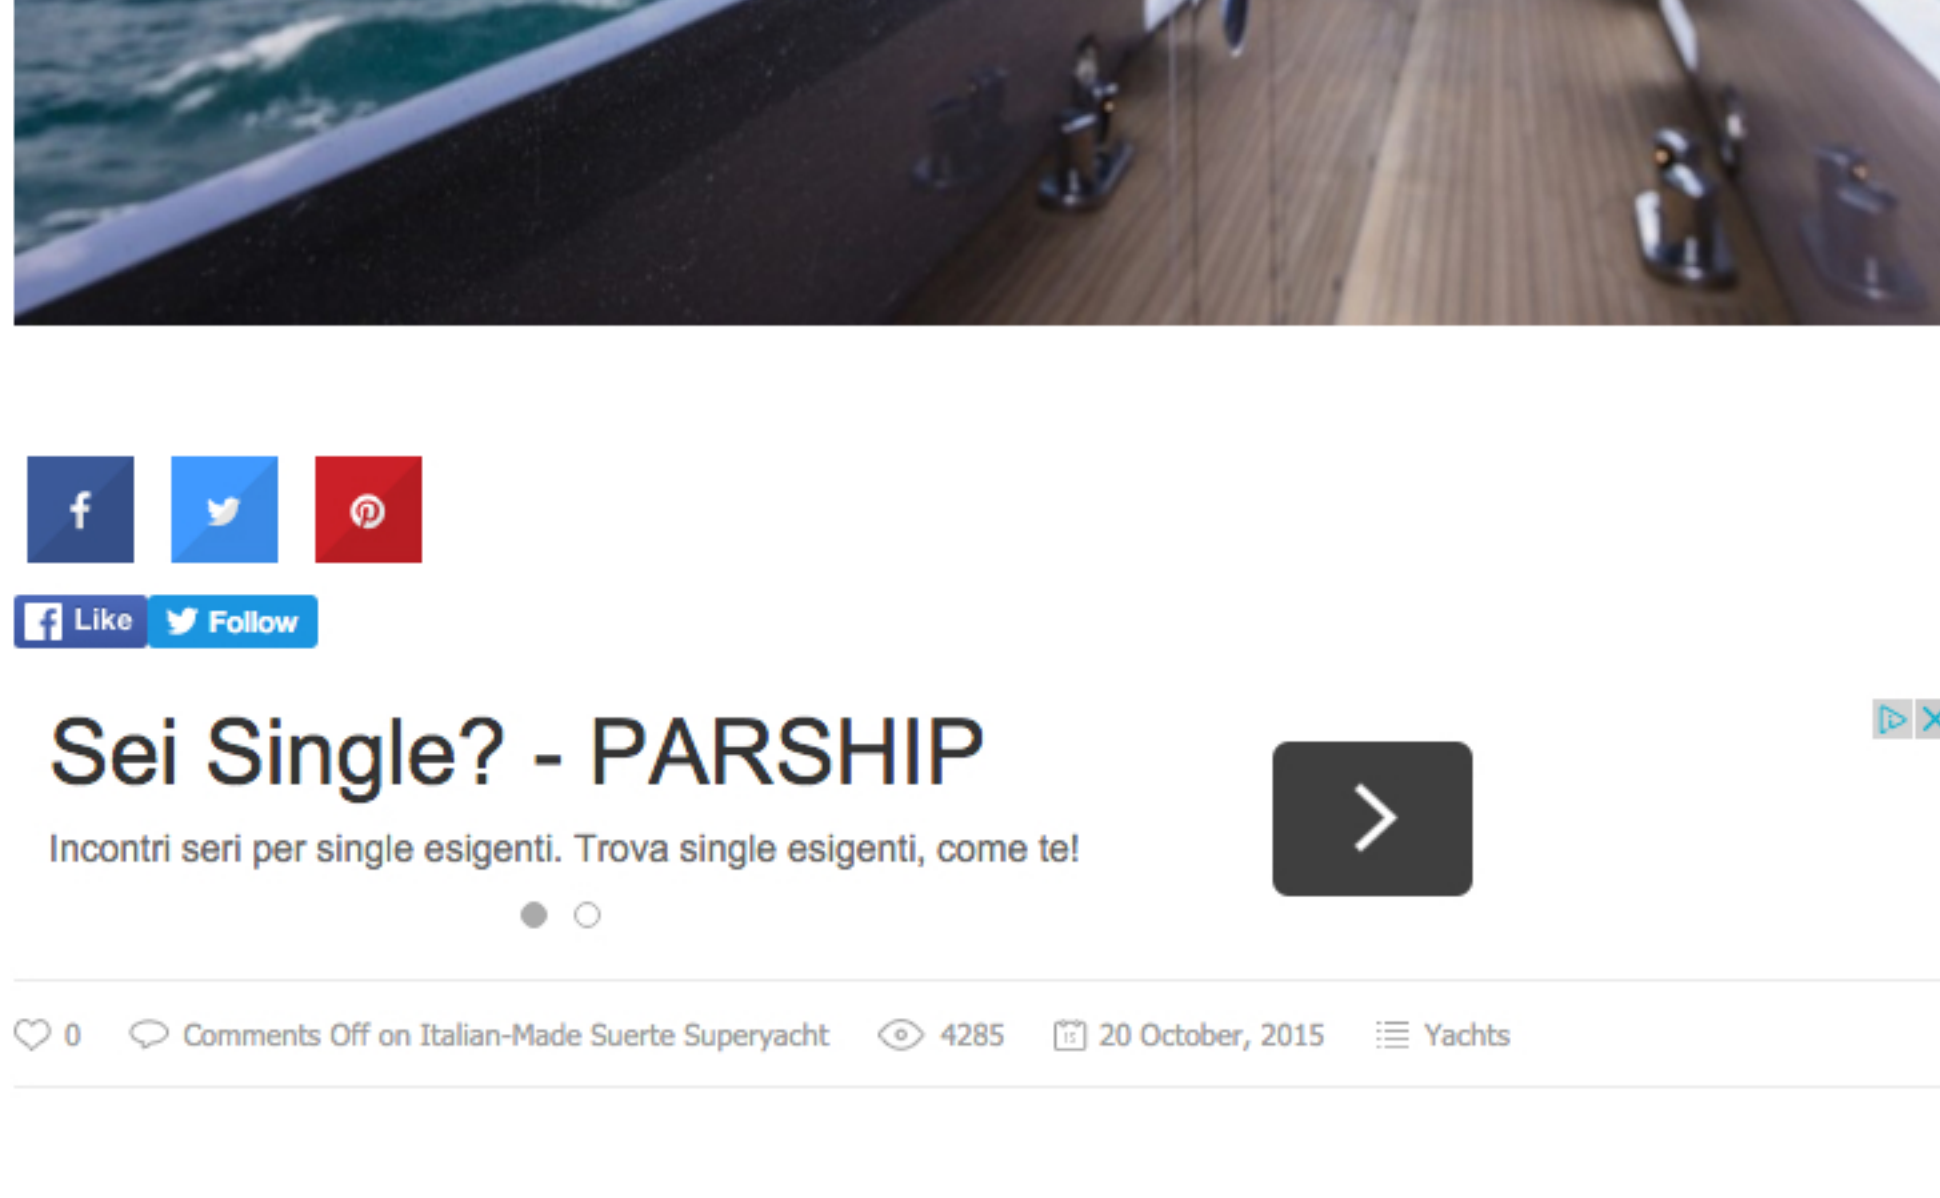 Like
Follow
Sei Single? - PARSHIP
Incontri seri per single esigenti. Trova single esigenti, come te!
0 Comments Off on Italian-Made Suerte Superyacht 4285 20 October, 2015 Yachts